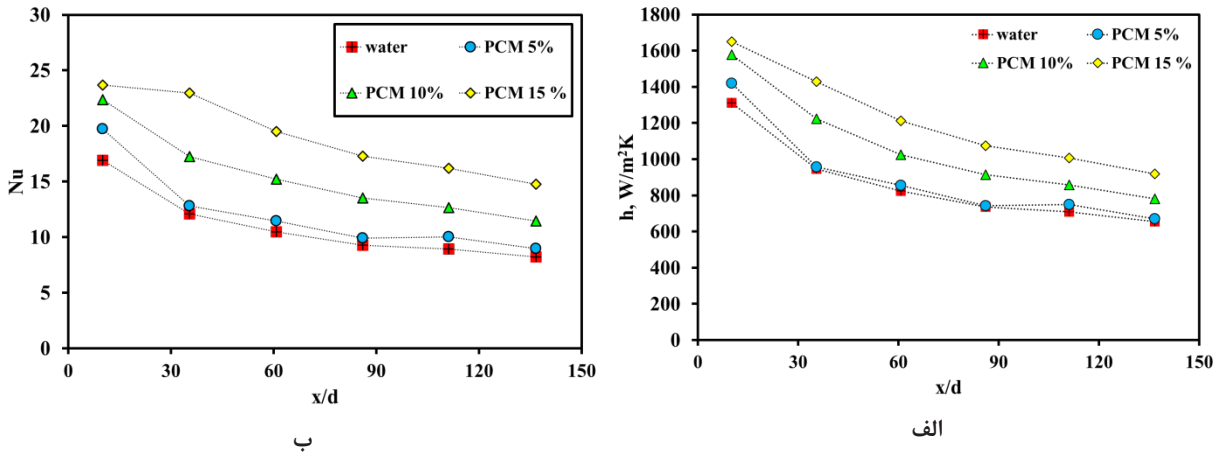 30
25
20
15
10
5
0
Nu
water
PCM 5%
PCM 10%
PCM 15 %
0 30 60 90 120 150
x/d
ب
1800
1600
1400
1200
1000
800
600
400
200
0
h, W/m²K
water
PCM 5%
PCM 10%
PCM 15 %
0 30 60 90 120 150
x/d
الف